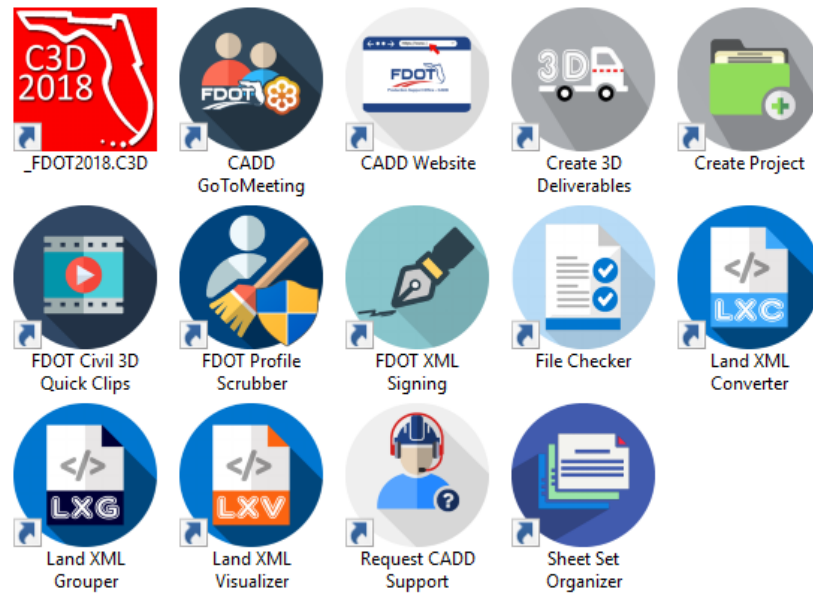 C3D
2018
_FDOT2018.C3D
FDOT
CADD
GoToMeeting
FDOT
CADD Website
3D
Create 3D
Deliverables
Create Project
FDOT Civil 3D
Quick Clips
FDOT Profile
Scrubber
FDOT XML
Signing
File Checker
</>
LXC
Land XML
Converter
</>
LXG
Land XML
Grouper
</>
LXV
Land XML
Visualizer
?
Request CADD
Support
Sheet Set
Organizer